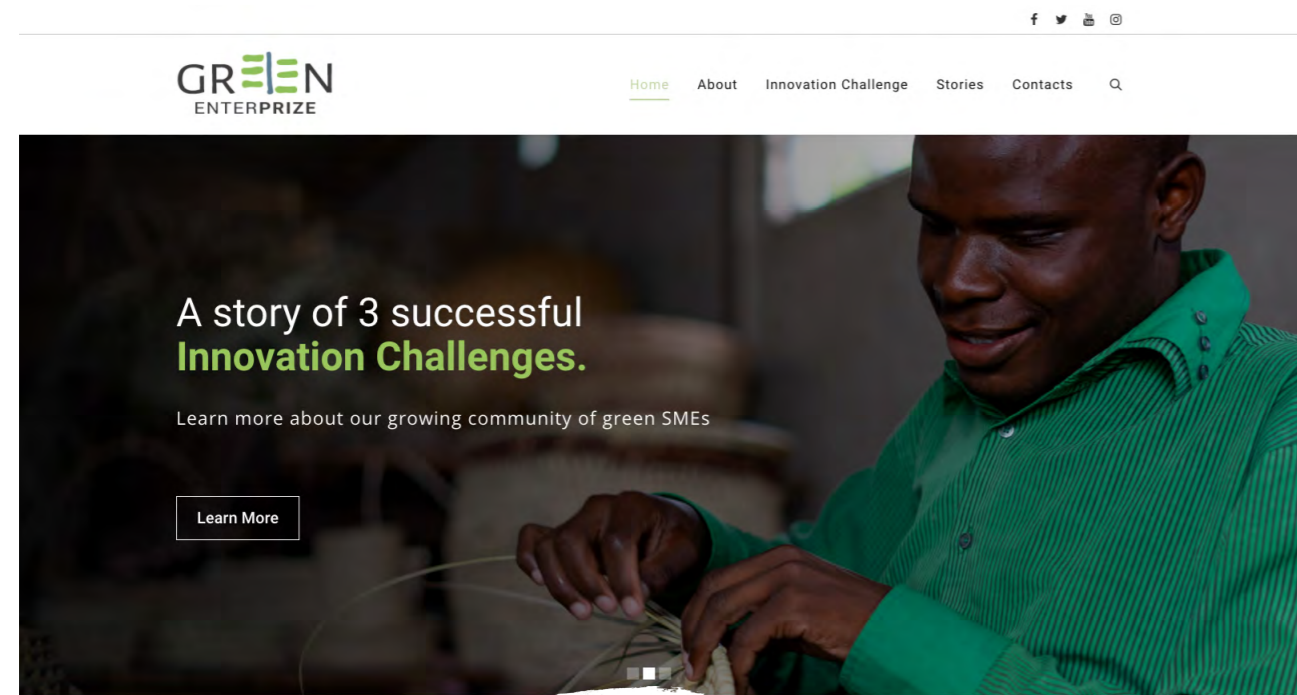 GREEN
ENTERPRIZE
Home About Innovation Challenge Stories Contacts
A story of 3 successful
Innovation Challenges.
Learn more about our growing community of green SMEs
Learn More